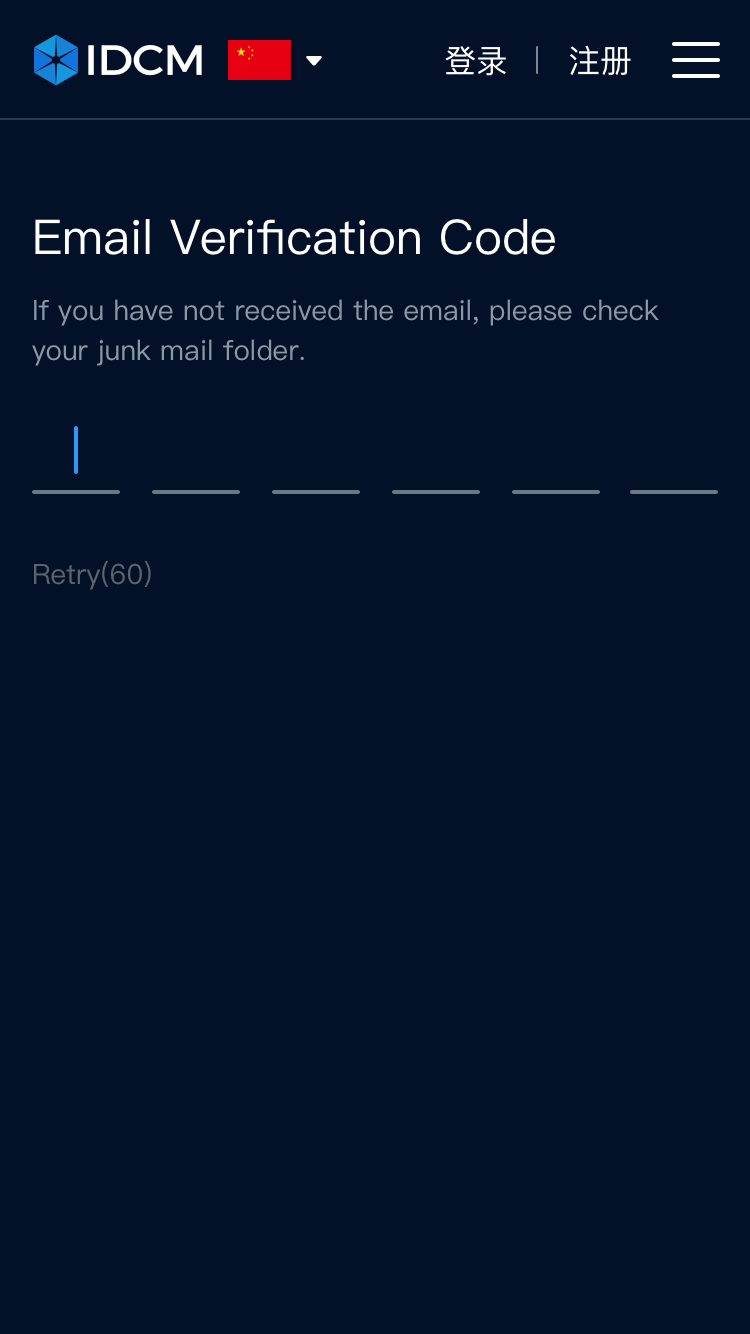 IDCM
登录
注册
Email Verification Code
If you have not received the email, please check
your junk mail folder.
Retry(60)